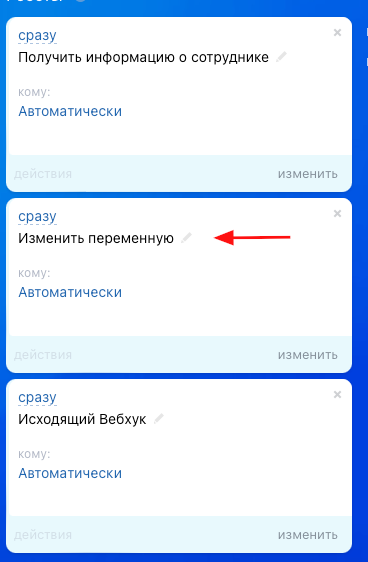 сразу
Получить информацию о сотруднике
кому:
Автоматически
действия
изменить
сразу
Изменить переменную
кому:
Автоматически
действия
изменить
сразу
Исходящий Вебхук
кому:
Автоматически
действия
изменить